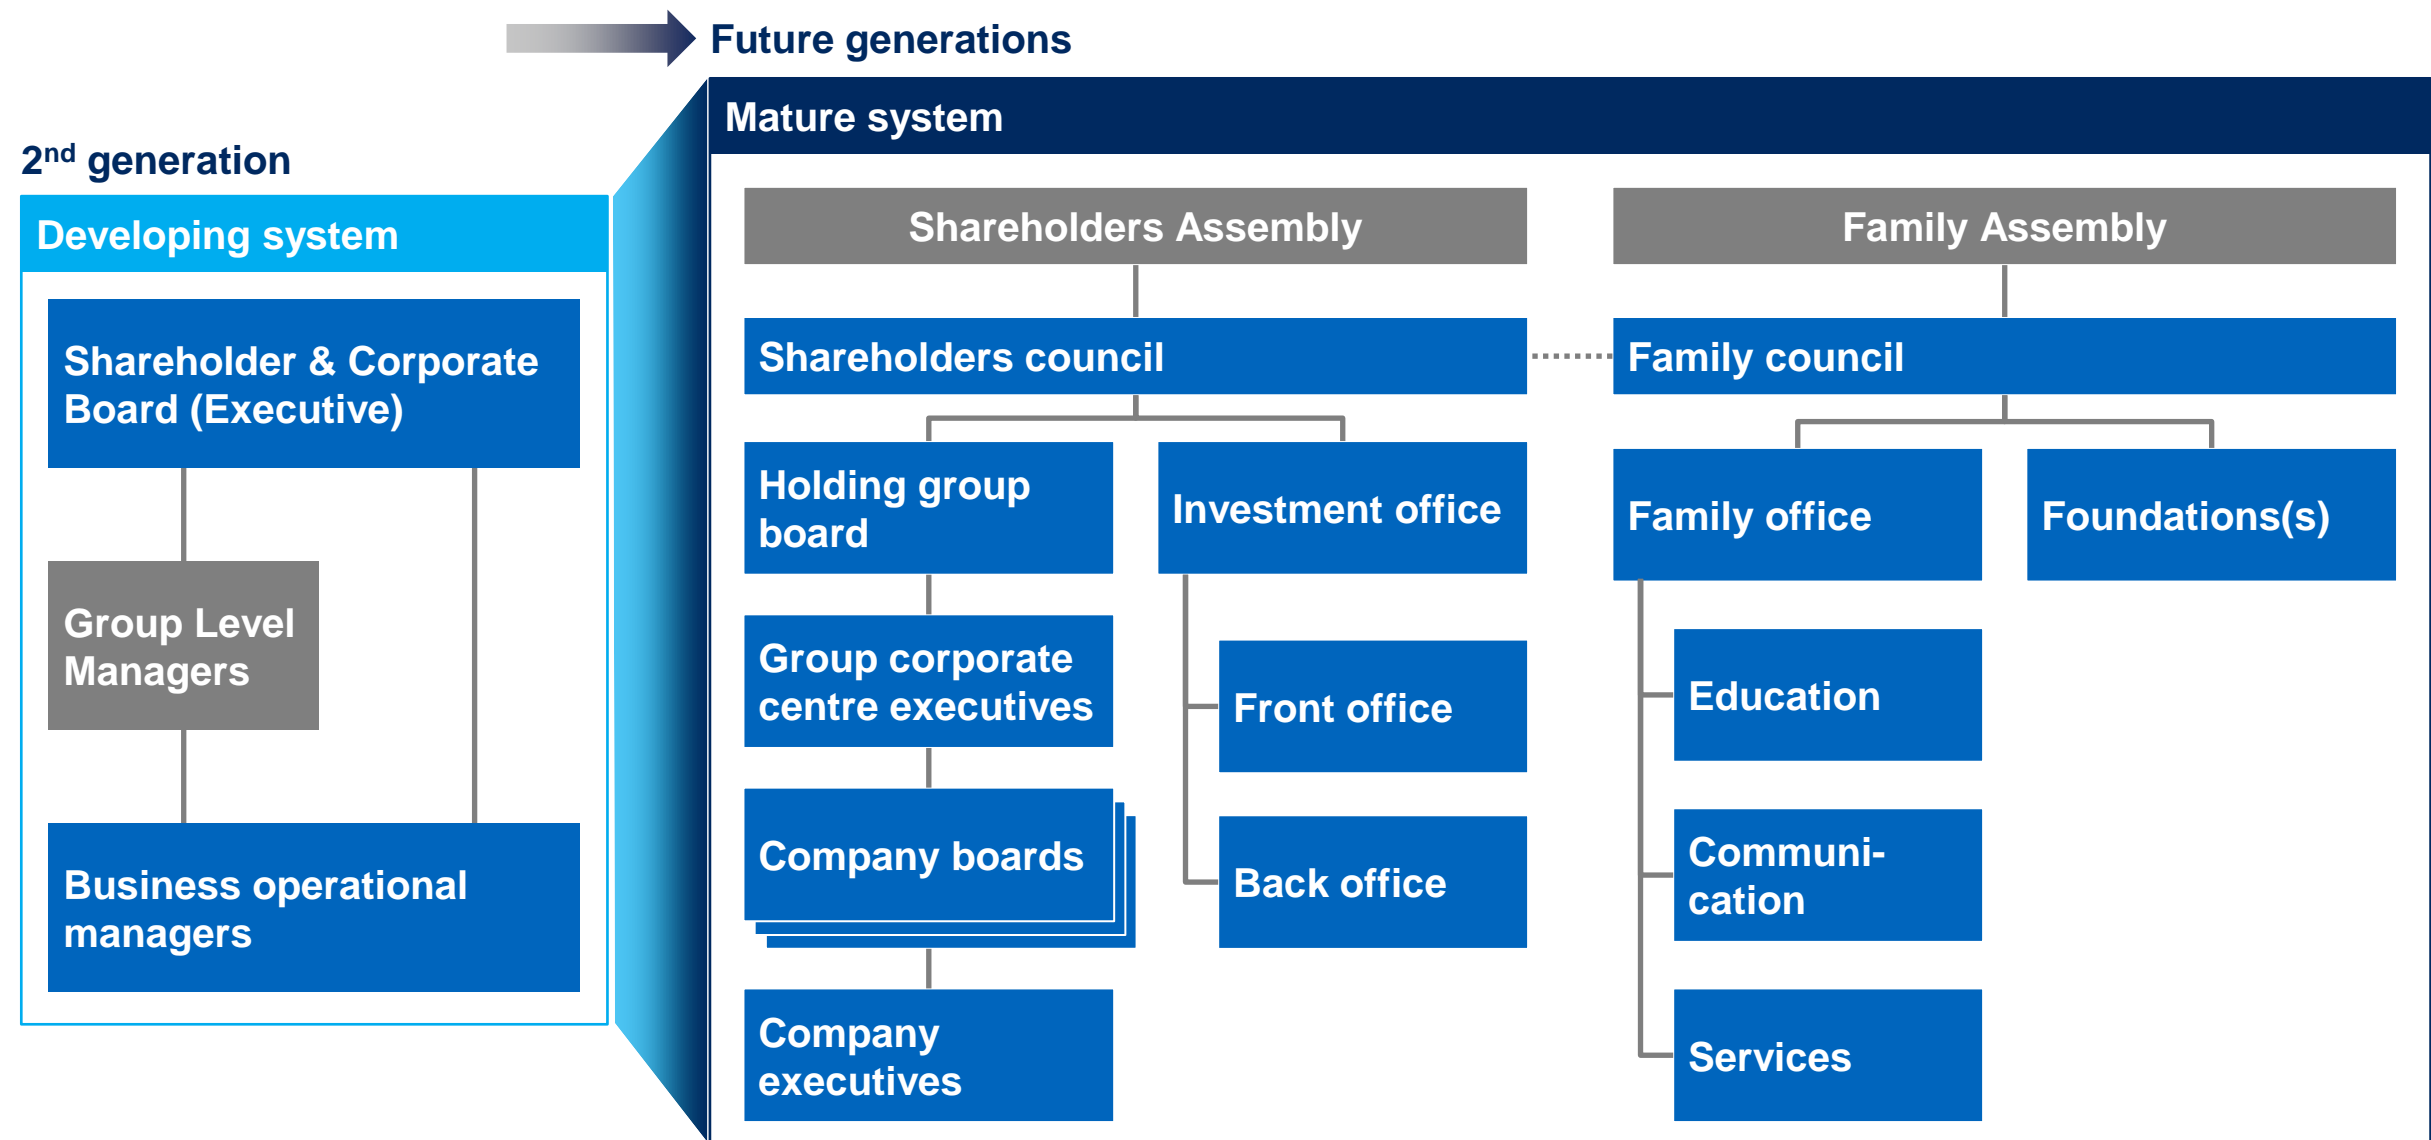 Future generations
Mature system
2nd generation
Developing system
Shareholder & Corporate
Board (Executive)
Group Level
Managers
Business operational
managers
Shareholders Assembly
Shareholders council
Holding group
board
Investment office
Group corporate
centre executives
Front office
Company boards
Back office
Company
executives
Family Assembly
Family council
Family office
Foundations(s)
Education
Communi-
cation
Services